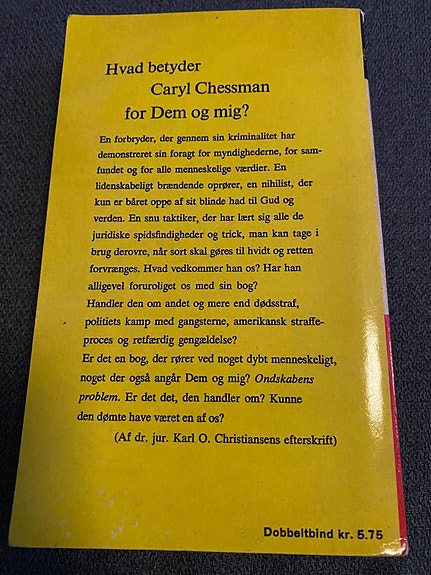 Hvad betyder
Caryl Chessman
for Dem og mig?
En forbryder, der gennem sin kriminalitet har
demonstreret sin foragt for myndighederne, for sam-
fundet og for alle menneskelige værdier. En
lidenskabeligt brændende oprører, en nihilist, der
kun er båret oppe af sit blinde had til Gud og
verden. En snu taktiker, der har lært sig alle de
juridiske spidsfindigheder og trick, man kan tage i
brug derovre, når sort skal gøres til hvidt og retten
forvrænges. Hvad vedkommer han os? Har han
alligevel foruroliget os med sin bog?
Handler den om andet og mere end dødsstraf,
politiets kamp med gangsterne, amerikansk straffe-
proces og retfærdig gengældelse?
Er det en bog, der rører ved noget dybt menneskeligt,
noget der også angår Dem og mig? Ondskabens
problem. Er det det, den handler om? Kunne
den dømte have været en af os?
(Af dr. jur. Karl O. Christiansens efterskrift)
Dobbeltbind kr. 5.75